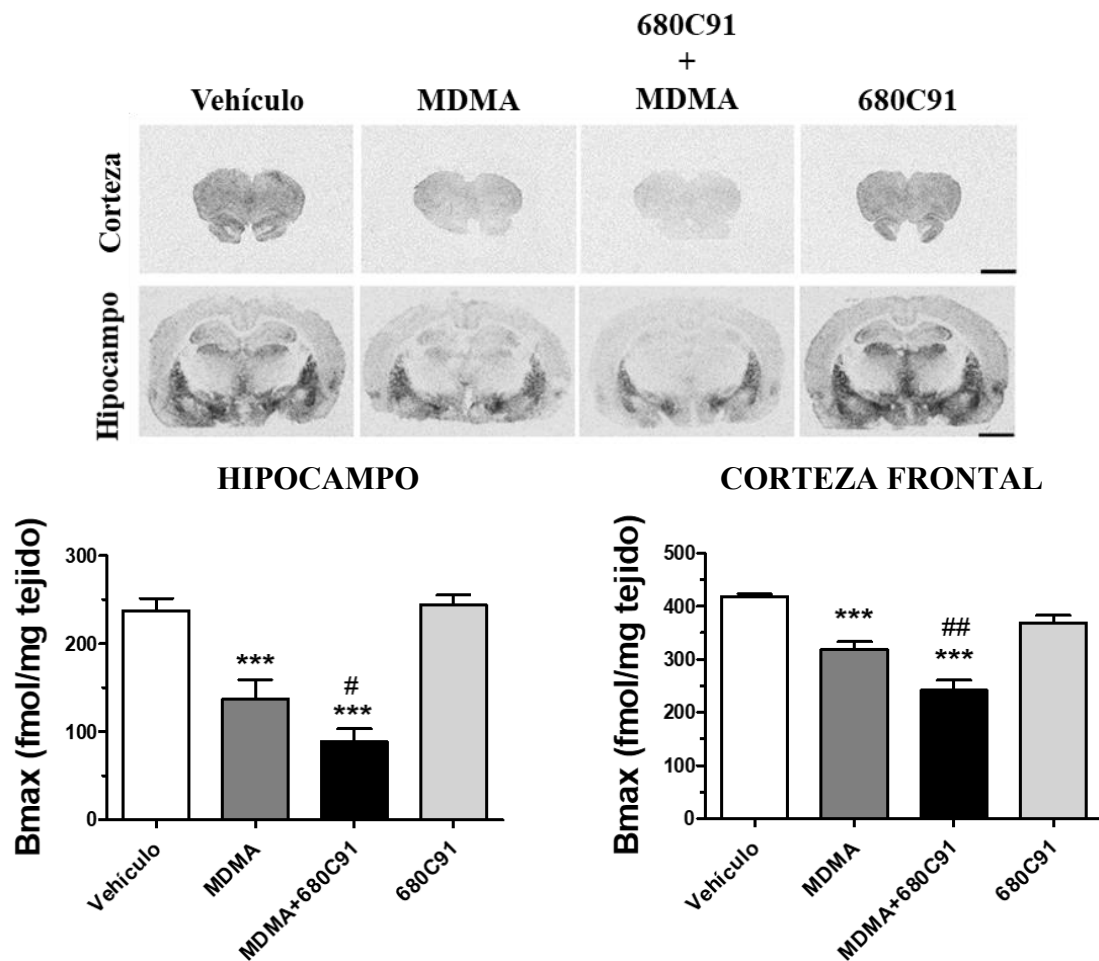 680C91
+
Vehículo MDMA MDMA 680C91
Corteza
Hipocampo
HIPOCAMPO
Bmax (fmol/mg tejido)
300
200
100
0
***
#
***
Vehículo
MDMA
MDMA+680C91
680C91
CORTEZA FRONTAL
Bmax (fmol/mg tejido)
500
400
300
200
100
0
***
##
***
Vehículo
MDMA
MDMA+680C91
680C91